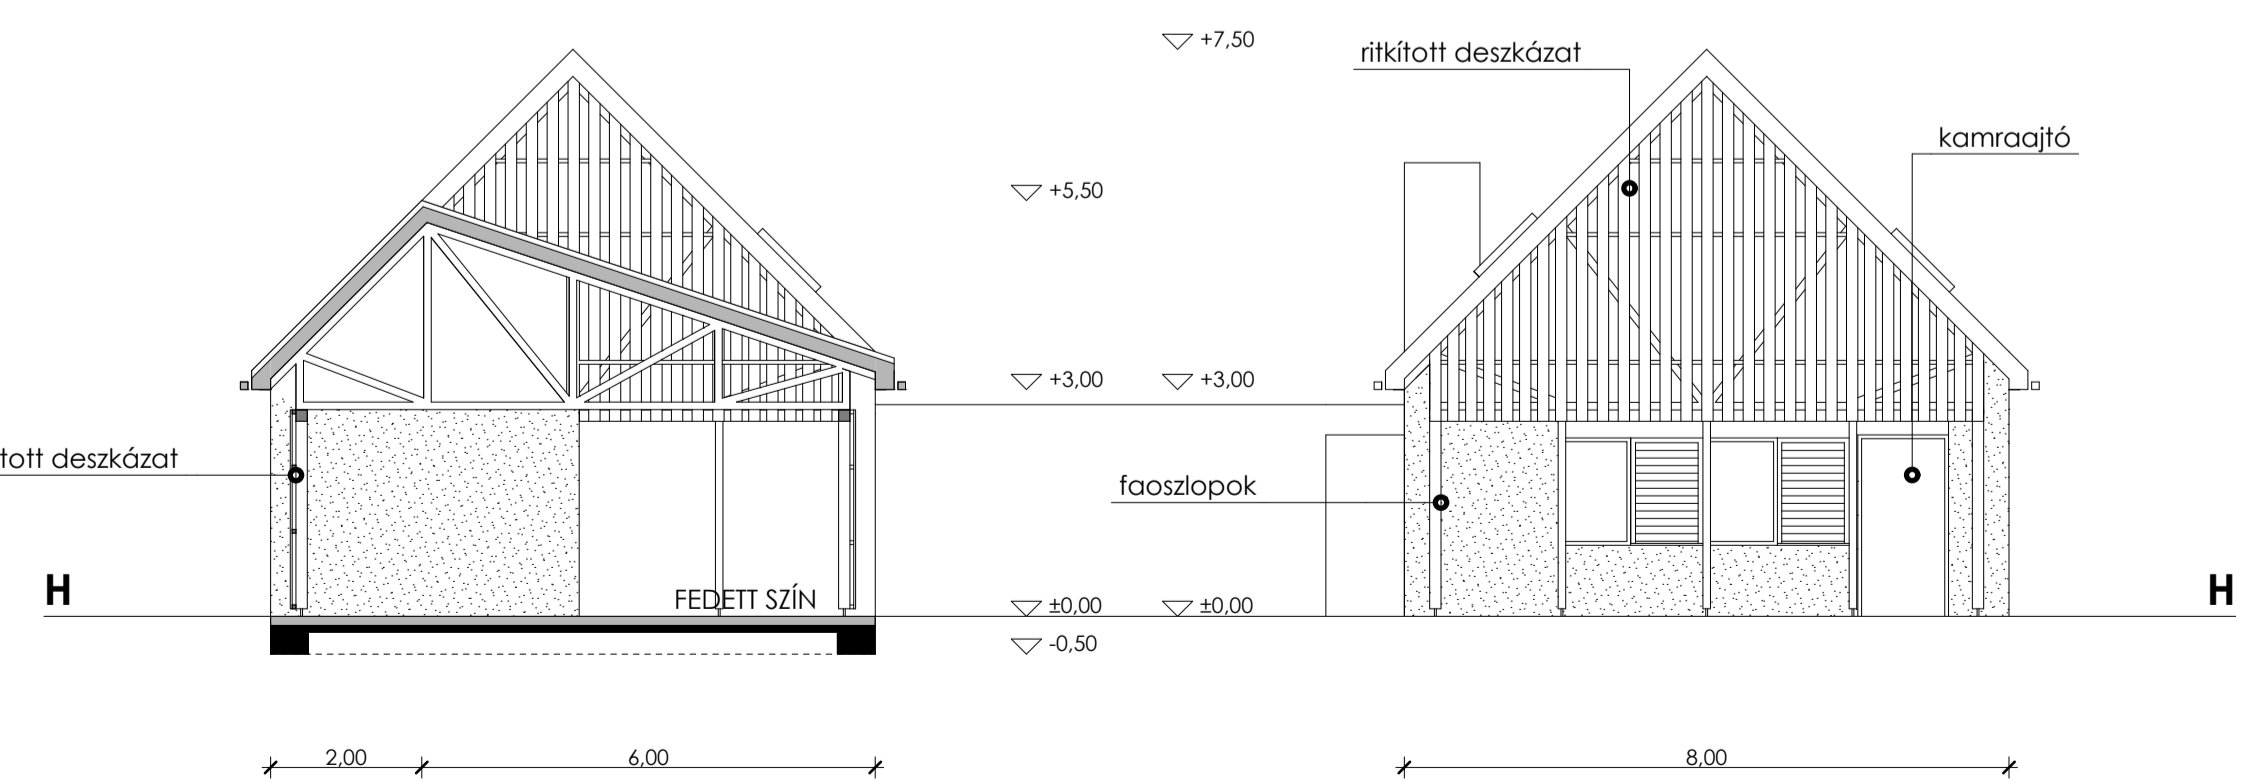 +7,50
ritkított deszkázat
kamraajtó
+5,50
+3,00
+3,00
tott deszkázat
faoszlopok
H
FEDETT SZÍN
±0,00
±0,00
H
-0,50
2,00
6,00
8,00